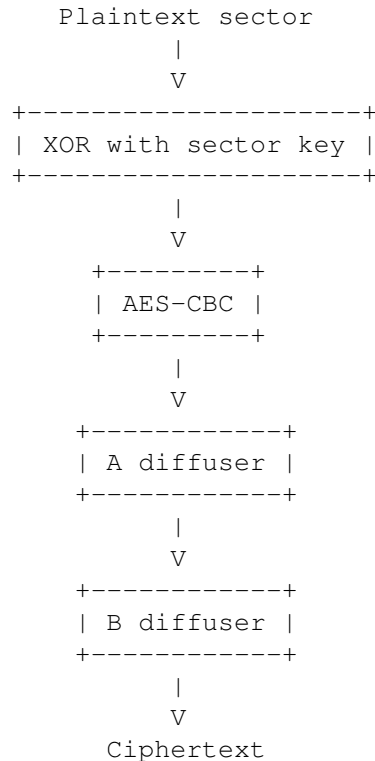 Plaintext sector
|
V
+---------------------+
| XOR with sector key |
+---------------------+
|
V
+---------+
| AES-CBC |
+---------+
|
V
+------------+
| A diffuser |
+------------+
|
V
+------------+
| B diffuser |
+------------+
|
V
Ciphertext